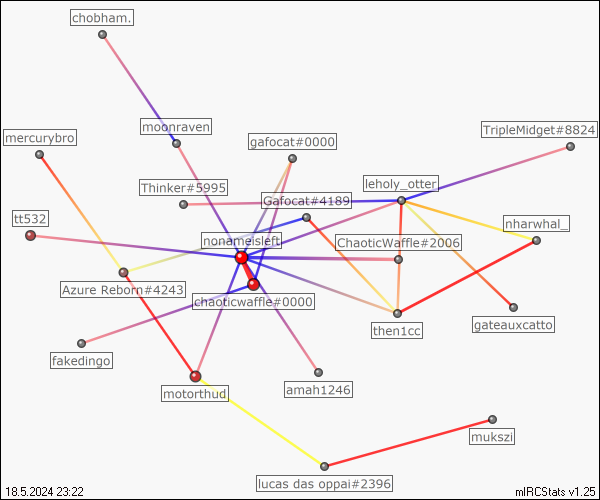 chobham.
moonraven
mercurybro
gafocat#0000
TripleMidget#8824
Thinker#5995
leholy_otter
Gafocat#4189
tt532
nharwhal_
nonameisleft
ChaoticWaffle#2006
Azure Reborn#4243
chaoticwaffle#0000
gateauxcatto
then1cc
fakedingo
amah1246
motorthud
mukszi
lucas das oppai#2396
18.5.2024 23:22
mIRCStats v1.25